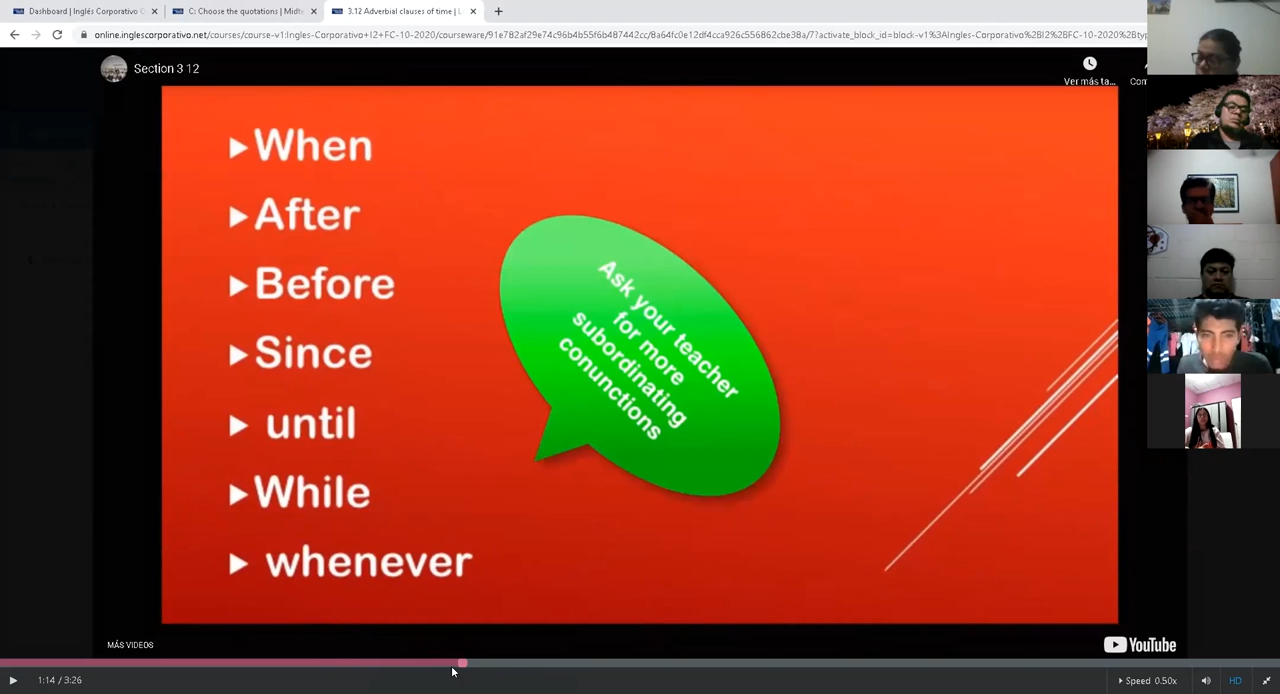 Dashboard | Inglés Corporativo
C: Choose the quotations | Midte
3.12 Adverbial clauses of time | L
online.inglescorporativo.net/courses/course-v1:Ingles-Corporativo+I2+FC-10-2020/courseware/91e782af29e74c96b4b55f6b487442cc/8a64fc0e12df4cca926c556862cbe38a/7?activate_block_id=block-v1%3AIngles-Corporativo%2BI2%2BFC-10-2020%2Btyp
Section 3 12
Ver más ta...
When
After
Before
Since
until
While
whenever
Ask your teacher
for more
subordinating
conunctions
MÁS VIDEOS
YouTube
1:14 / 3:26
Speed 0.50x
HD